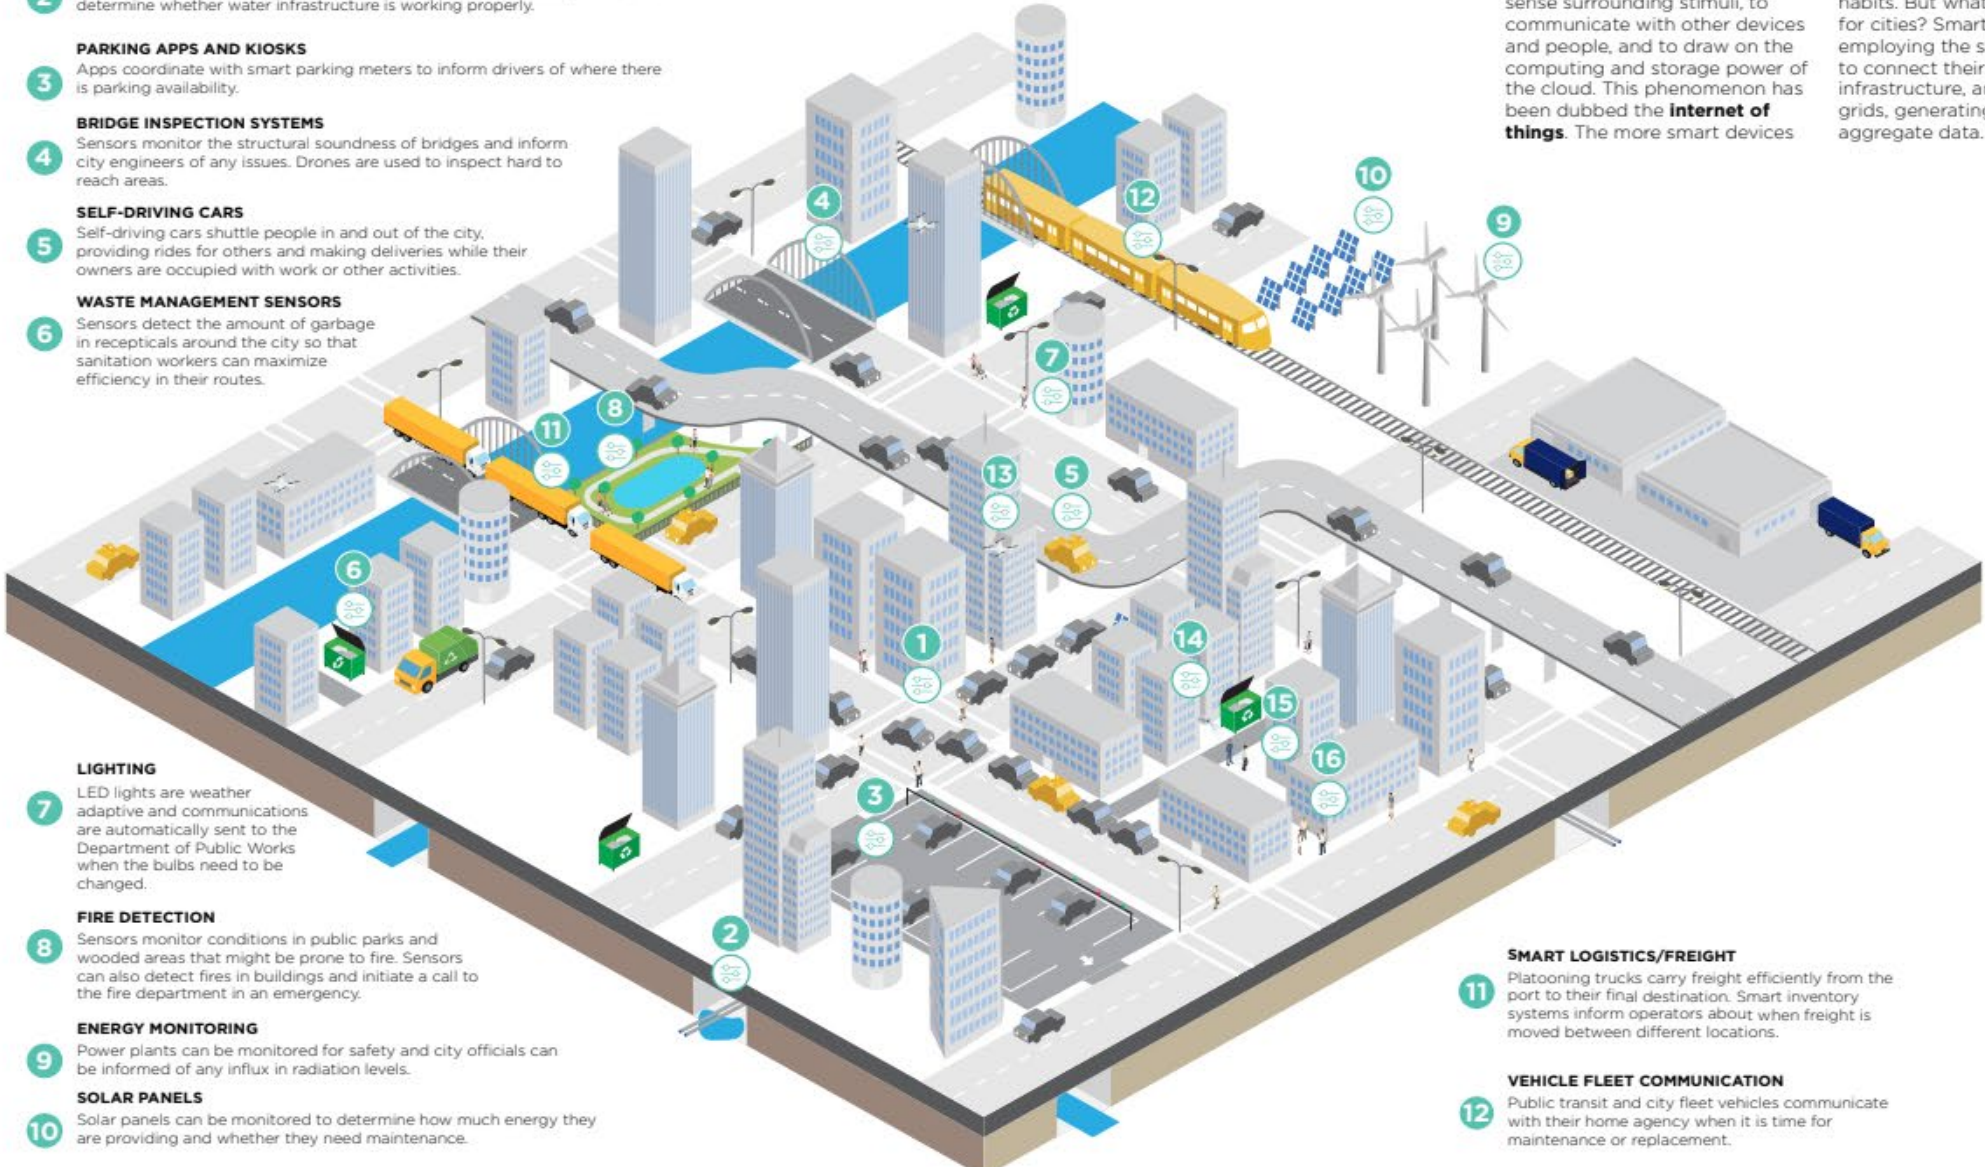 2
determine whether water infrastructure is working properly.
PARKING APPS AND KIOSKS
3
Apps coordinate with smart parking meters to inform drivers of where there
is parking availability.
BRIDGE INSPECTION SYSTEMS
4
Sensors monitor the structural soundness of bridges and inform
city engineers of any issues. Drones are used to inspect hard to
reach areas.
SELF-DRIVING CARS
5
Self-driving cars shuttle people in and out of the city,
providing rides for others and making deliveries while their
owners are occupied with work or other activities.
WASTE MANAGEMENT SENSORS
6
Sensors detect the amount of garbage
in recepticals around the city so that
sanitation workers can maximize
efficiency in their routes.
sense surrounding stimuli, to
communicate with other devices
and people, and to draw on the
computing and storage power of
the cloud. This phenomenon has
been dubbed the internet of
things. The more smart devices
habits. But what
for cities? Smart
employing the s
to connect their
infrastructure, a
grids, generating
aggregate data.
10
12
4
9
7
8
11
13
5
6
1
14
15
16
3
2
LIGHTING
7
LED lights are weather
adaptive and communications
are automatically sent to the
Department of Public Works
when the bulbs need to be
changed.
FIRE DETECTION
8
Sensors monitor conditions in public parks and
wooded areas that might be prone to fire. Sensors
can also detect fires in buildings and initiate a call to
the fire department in an emergency.
ENERGY MONITORING
9
Power plants can be monitored for safety and city officials can
be informed of any influx in radiation levels.
SOLAR PANELS
10
Solar panels can be monitored to determine how much energy they
are providing and whether they need maintenance.
SMART LOGISTICS/FREIGHT
11
Platooning trucks carry freight efficiently from the
port to their final destination. Smart inventory
systems inform operators about when freight is
moved between different locations.
VEHICLE FLEET COMMUNICATION
12
Public transit and city fleet vehicles communicate
with their home agency when it is time for
maintenance or replacement.